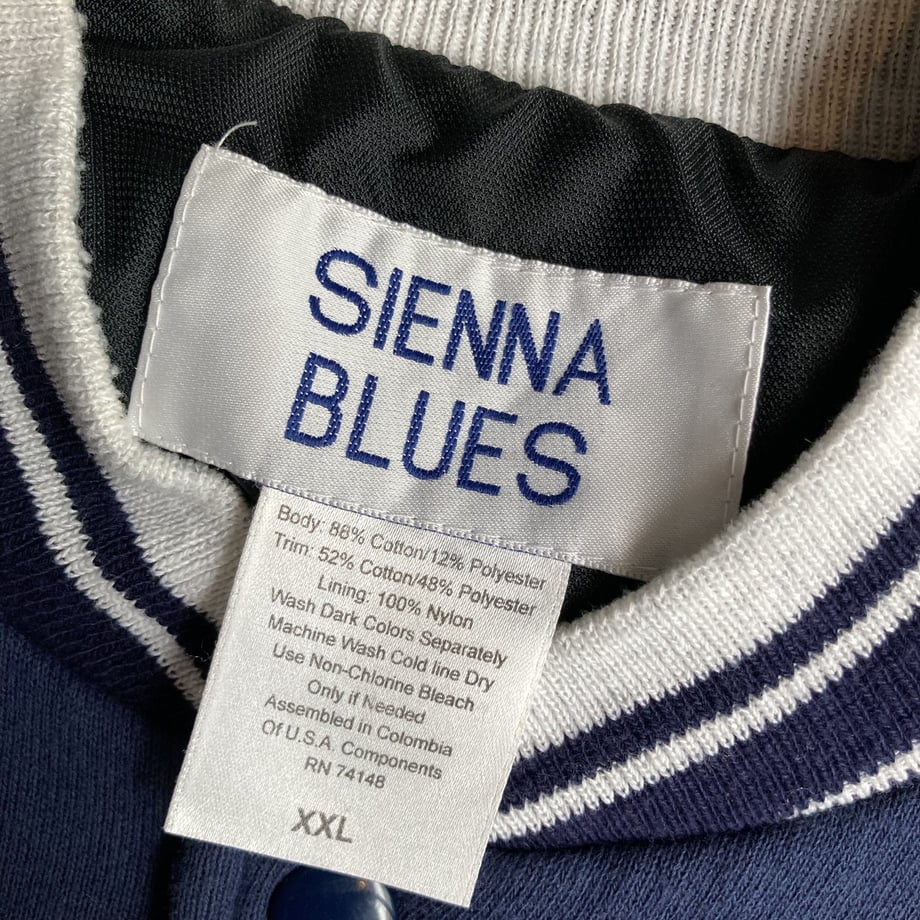 SIENNA
BLUES
Body: 88% Cotton/12% Polyester
Trim: 52% Cotton/48% Polyester
Lining: 100% Nylon
Wash Dark Colors Separately
Machine Wash Cold line Dry
Use Non-Chlorine Bleach
Only if Needed
Assembled in Colombia
Of U.S.A. Components
RN 74148
XXL